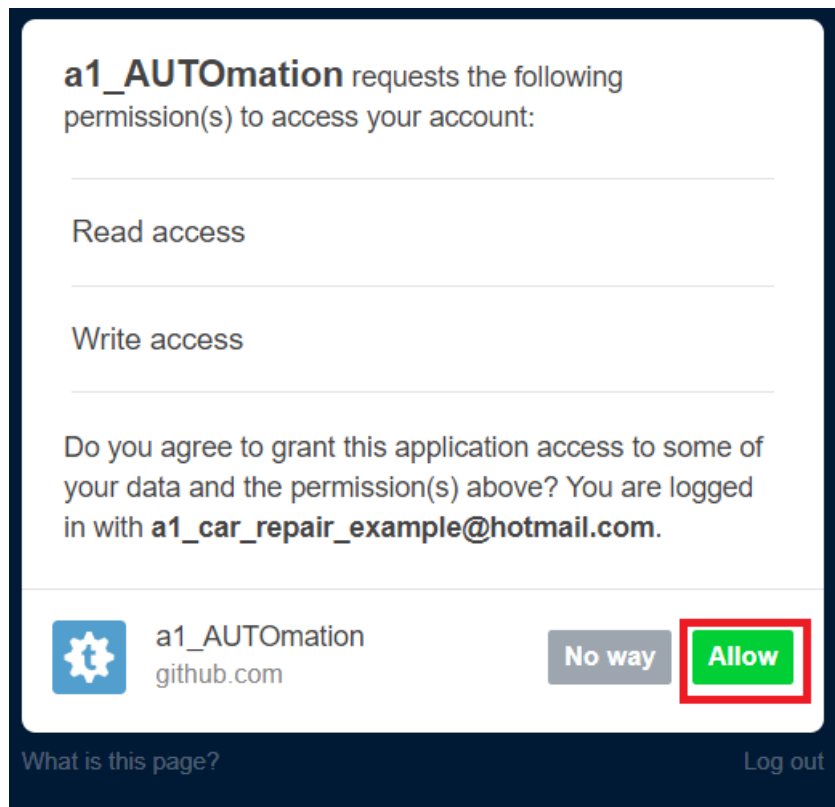 a1_AUTOmation requests the following
permission(s) to access your account:
Read access
Write access
Do you agree to grant this application access to some of
your data and the permission(s) above? You are logged
in with a1_car_repair_example@hotmail.com.
a1_AUTOmation
github.com
No way
Allow
What is this page?
Log out